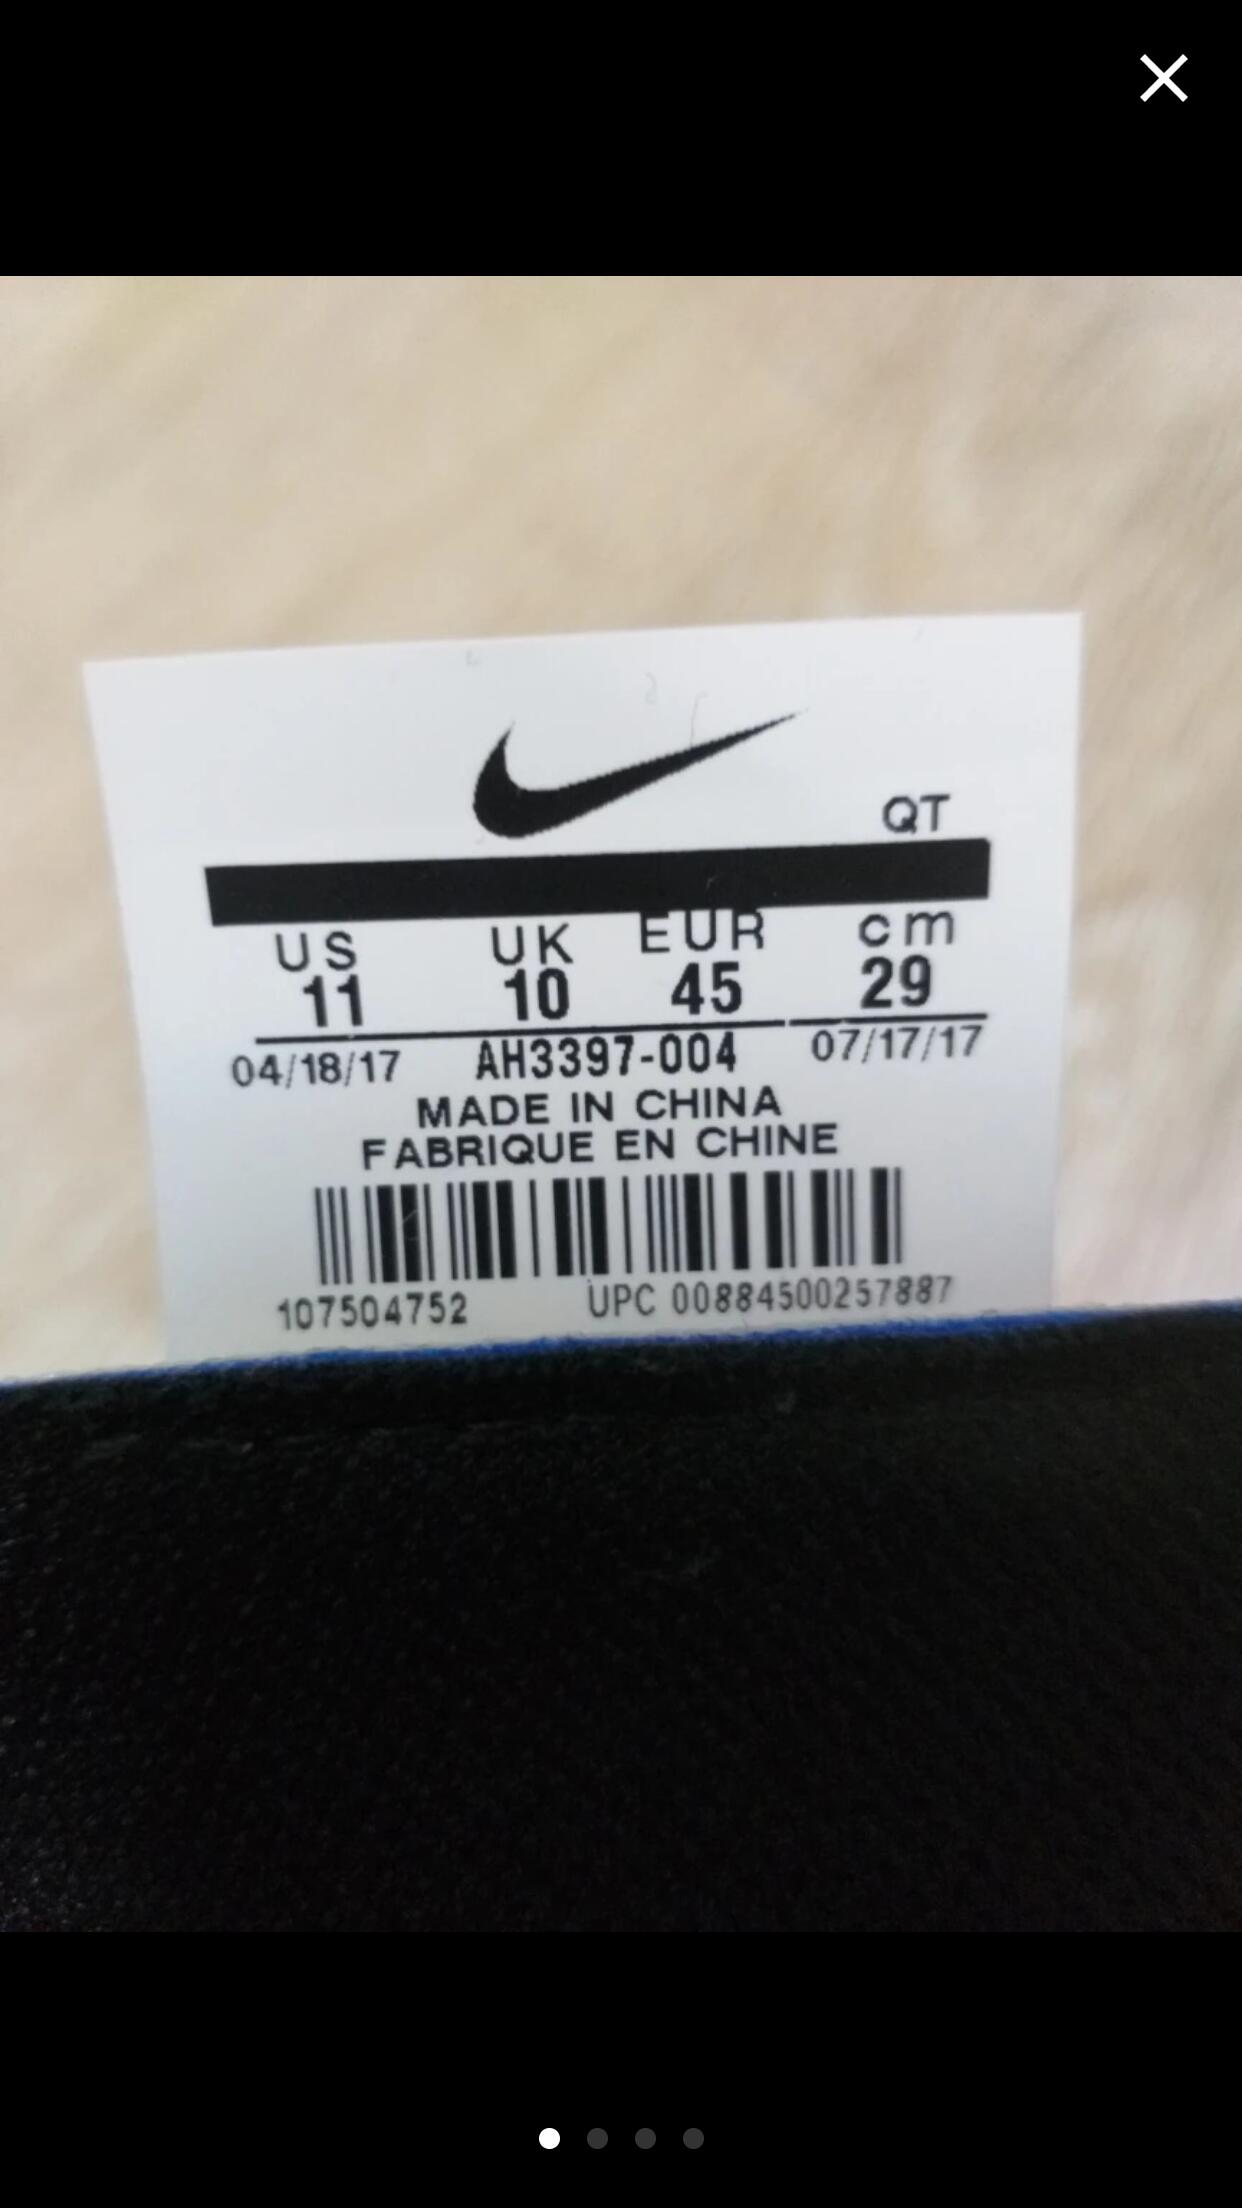 QT
US UK EUR cm
11 10 45 29
04/18/17 AH3397-004 07/17/17
MADE IN CHINA
FABRIQUE EN CHINE
107504752 UPC 00884500257887